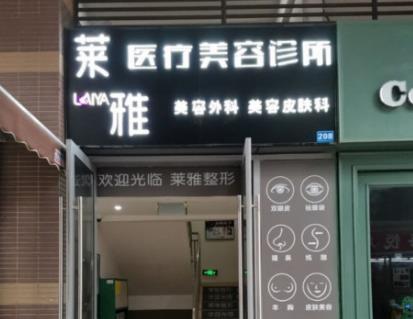 莱雅 医疗美容诊所
LAIYA
美容外科 美容皮肤科
208
欢迎光临 莱雅整形
Co
双眼皮 祛眼袋
隆鼻
丰胸 皮肤美容